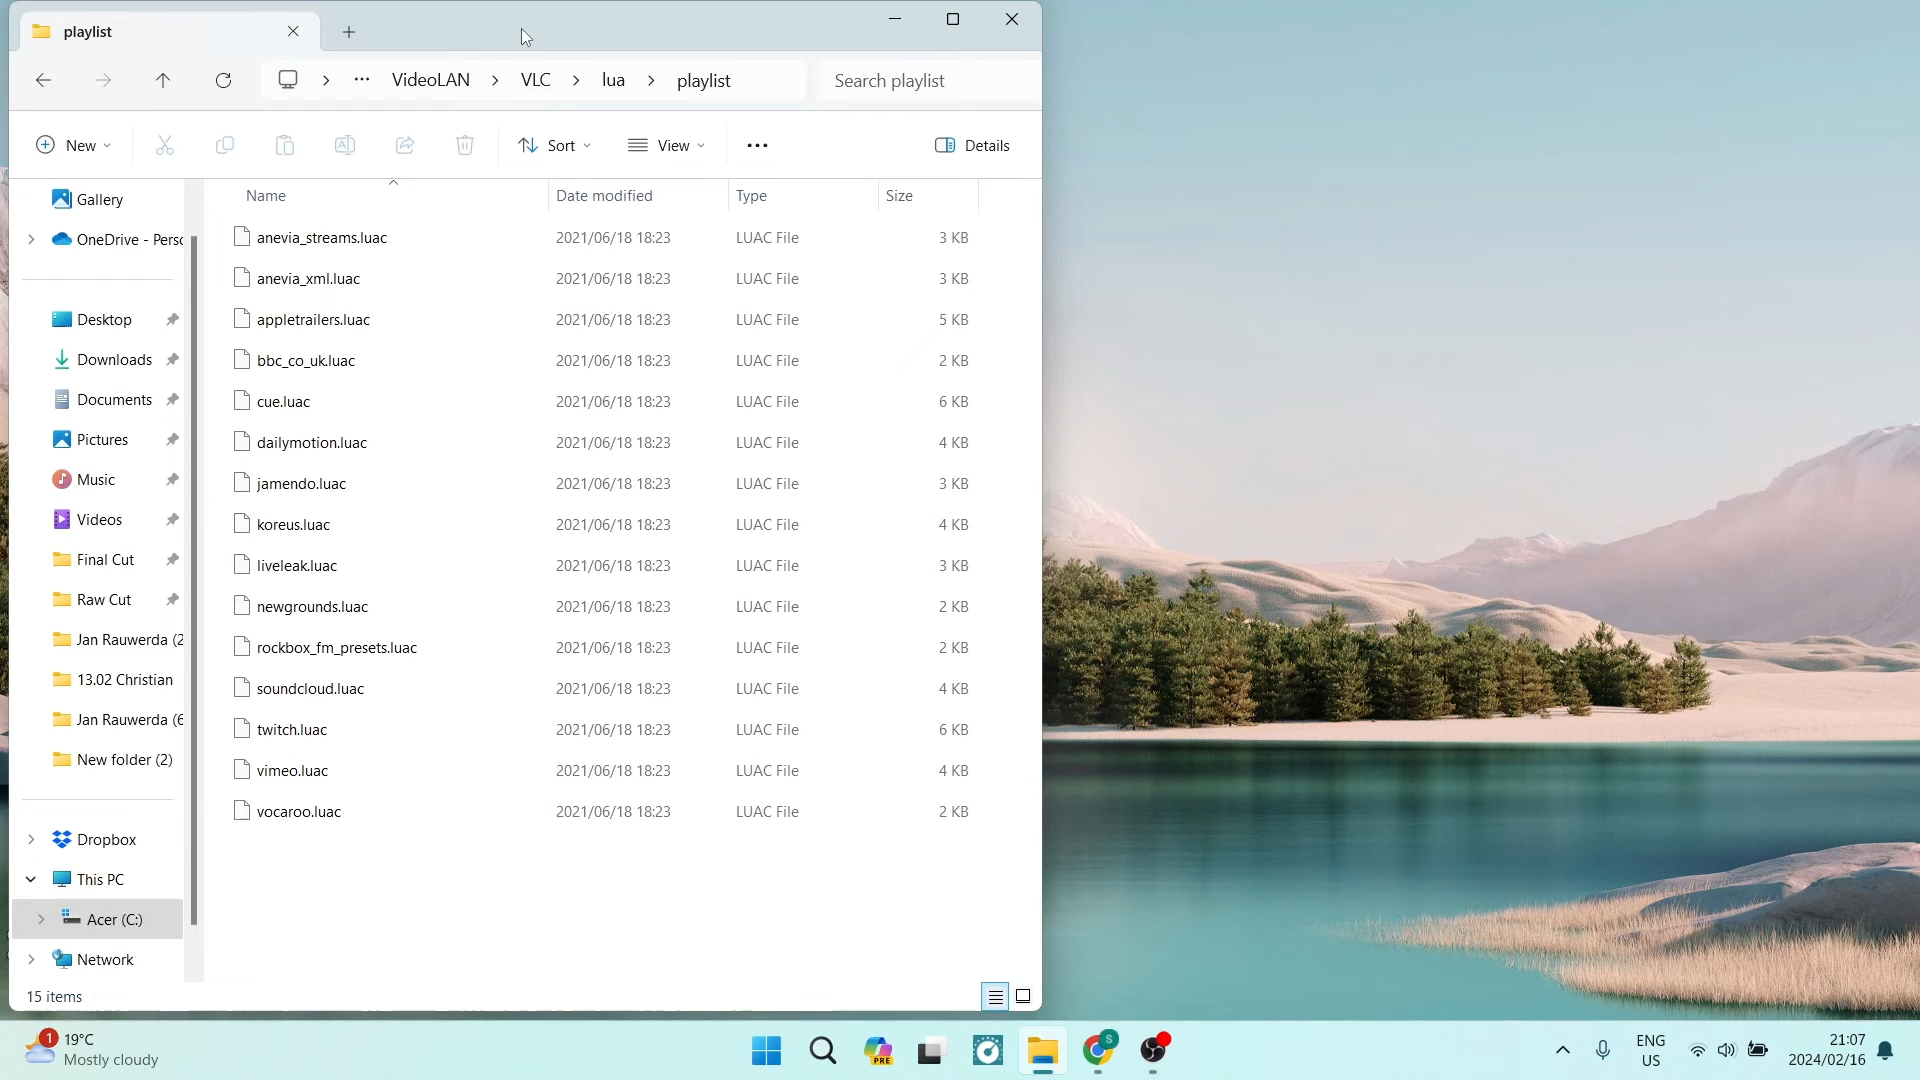 playlist
VideoLAN > VLC > lua > playlist
Search playlist
New
Sort
View
Details
Gallery
OneDrive - Perso
Desktop
Downloads
Documents
Pictures
Music
Videos
Final Cut
Raw Cut
Jan Rauwerda (2
13.02 Christian
Jan Rauwerda (6
New folder (2)
Dropbox
This PC
Acer (C:)
Network
Name Date modified Type Size
anevia_streams.luac 2021/06/18 18:23 LUAC File 3 KB
anevia_xml.luac 2021/06/18 18:23 LUAC File 3 KB
appletrailers.luac 2021/06/18 18:23 LUAC File 5 KB
bbc_co_uk.luac 2021/06/18 18:23 LUAC File 2 KB
cue.luac 2021/06/18 18:23 LUAC File 6 KB
dailymotion.luac 2021/06/18 18:23 LUAC File 4 KB
jamendo.luac 2021/06/18 18:23 LUAC File 3 KB
koreus.luac 2021/06/18 18:23 LUAC File 4 KB
liveleak.luac 2021/06/18 18:23 LUAC File 3 KB
newgrounds.luac 2021/06/18 18:23 LUAC File 2 KB
rockbox_fm_presets.luac 2021/06/18 18:23 LUAC File 2 KB
soundcloud.luac 2021/06/18 18:23 LUAC File 4 KB
twitch.luac 2021/06/18 18:23 LUAC File 6 KB
vimeo.luac 2021/06/18 18:23 LUAC File 4 KB
vocaroo.luac 2021/06/18 18:23 LUAC File 2 KB
15 items
1
19°C
Mostly cloudy
PRE
S
ENG
US
21:07
2024/02/16